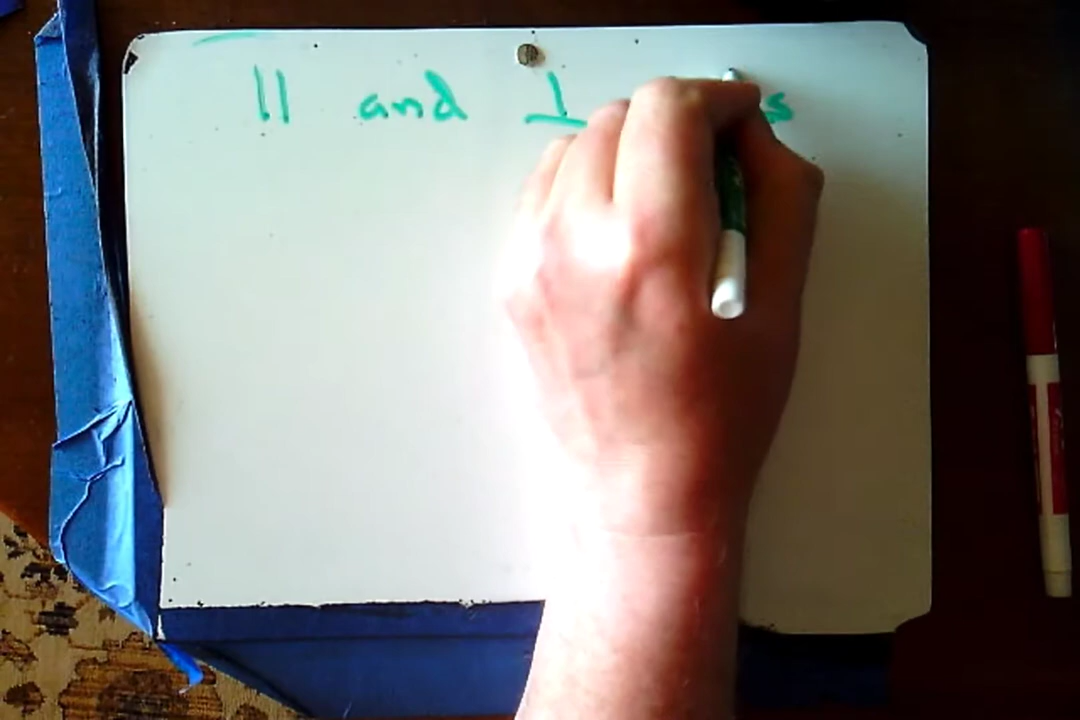 || and ⊥